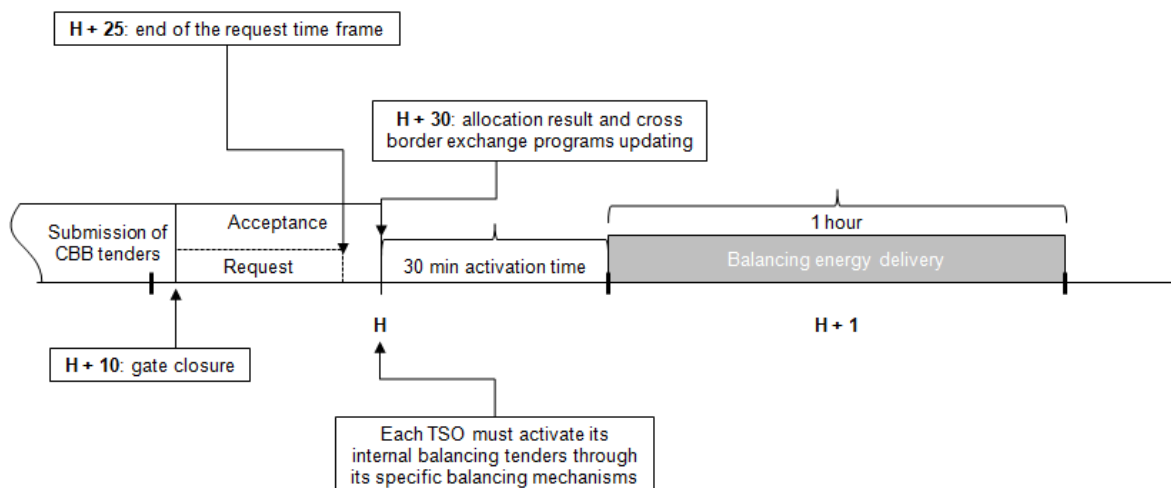 H + 25: end of the request time frame
H + 30: allocation result and cross
border exchange programs updating
Submission of
CBB tenders
Acceptance
Request
30 min activation time
1 hour
Balancing energy delivery
H
H + 1
H + 10: gate closure
Each TSO must activate its
internal balancing tenders through
its specific balancing mechanisms